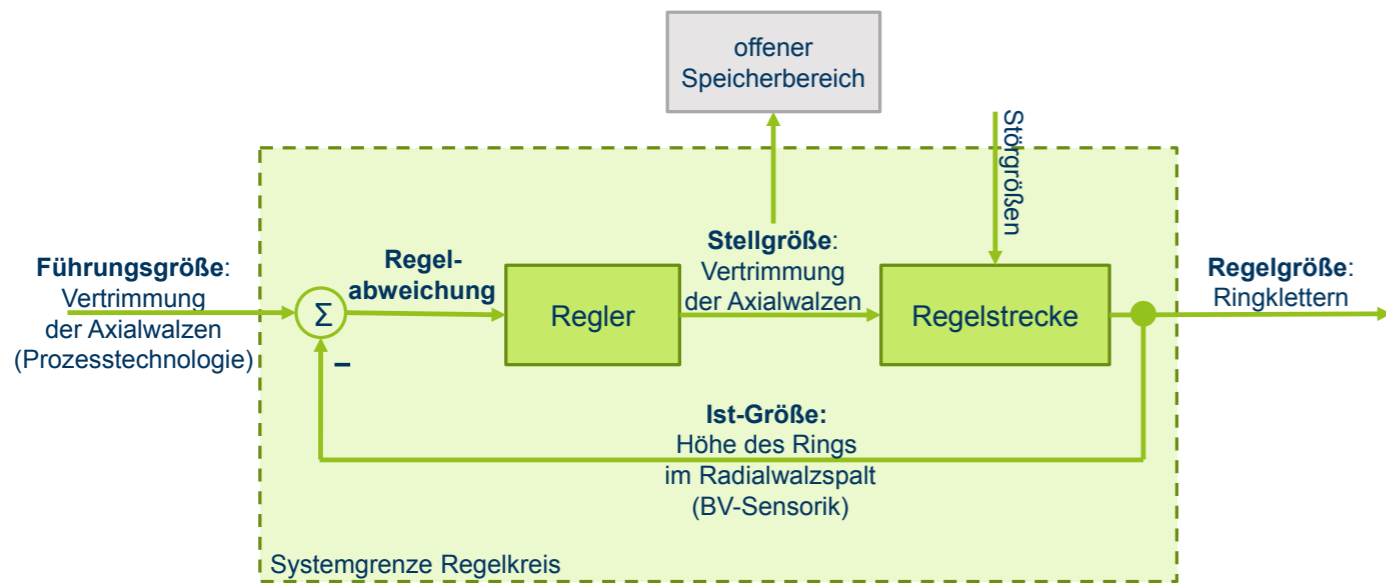 offener
Speicherbereich
Störgrößen
Führungsgröße:
Vertrimmung
der Axialwalzen
(Prozesstechnologie)
Σ
–
Regel-
abweichung
Regler
Stellgröße:
Vertrimmung
der Axialwalzen
Regelstrecke
Regelgröße:
Ringklettern
Ist-Größe:
Höhe des Rings
im Radialwalzspalt
(BV-Sensorik)
Systemgrenze Regelkreis